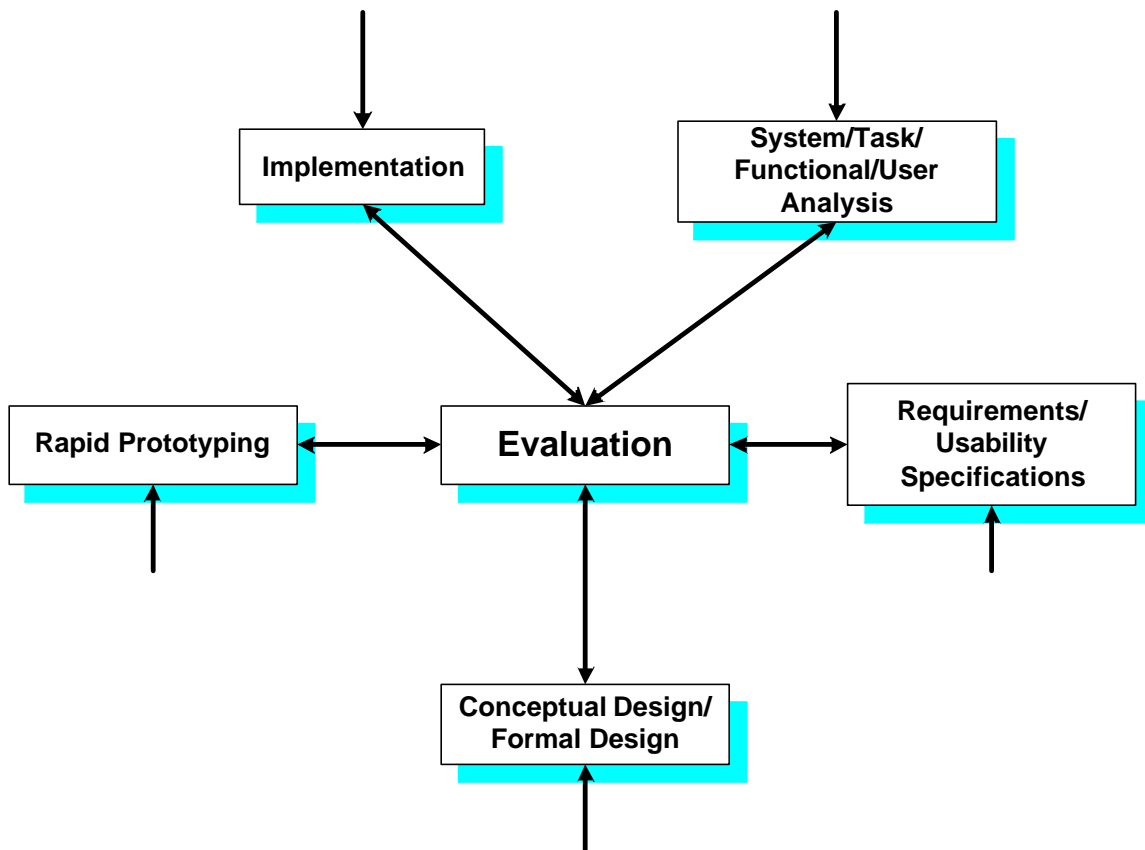 Implementation
System/Task/
Functional/User
Analysis
Rapid Prototyping
Evaluation
Requirements/
Usability
Specifications
Conceptual Design/
Formal Design